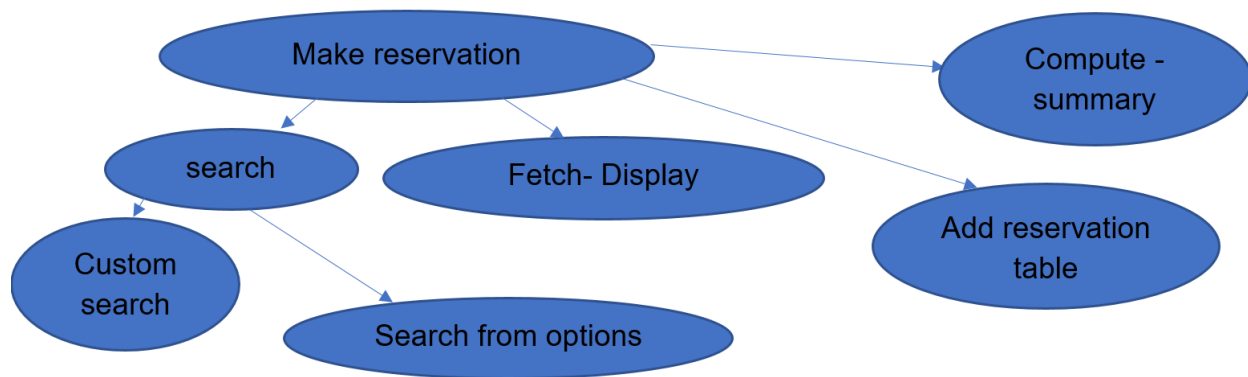 Make reservation
Compute -
summary
search
Fetch- Display
Add reservation
table
Custom
search
Search from options